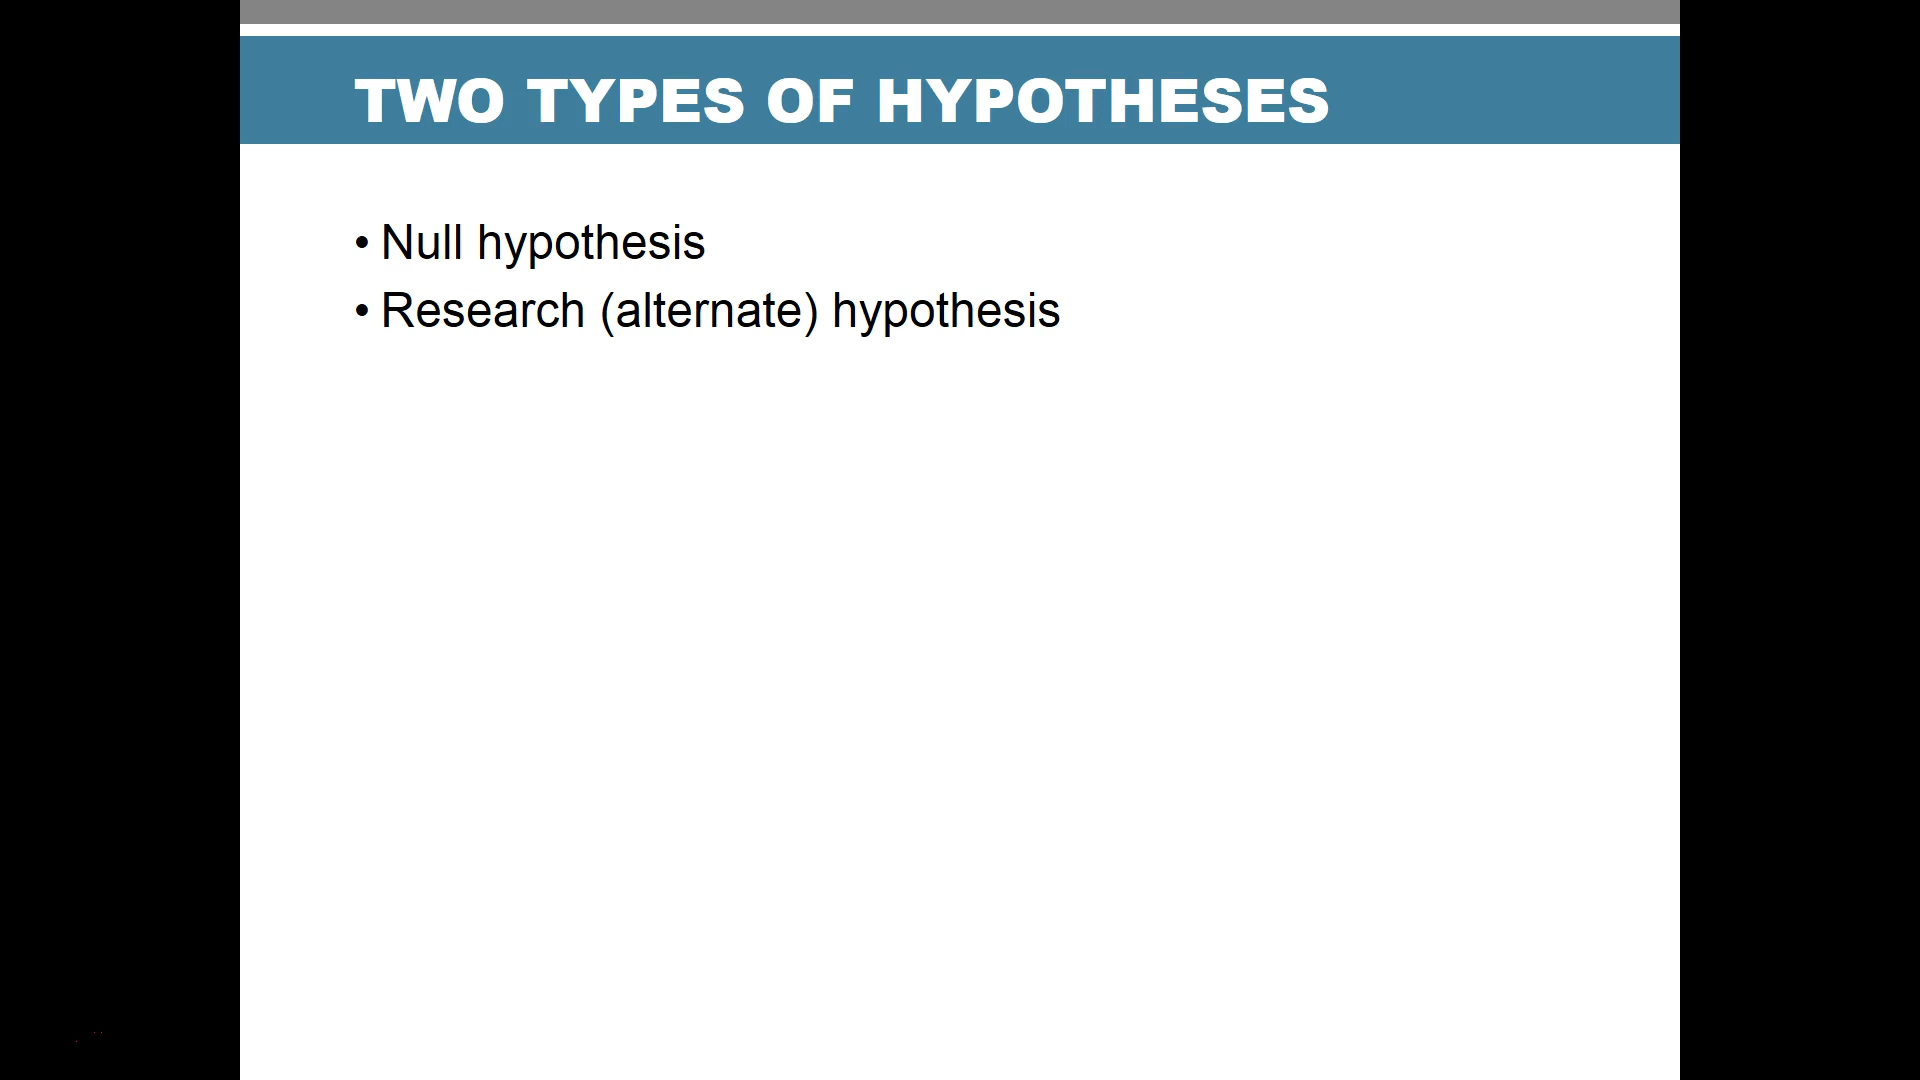 TWO TYPES OF HYPOTHESES
• Null hypothesis
• Research (alternate) hypothesis